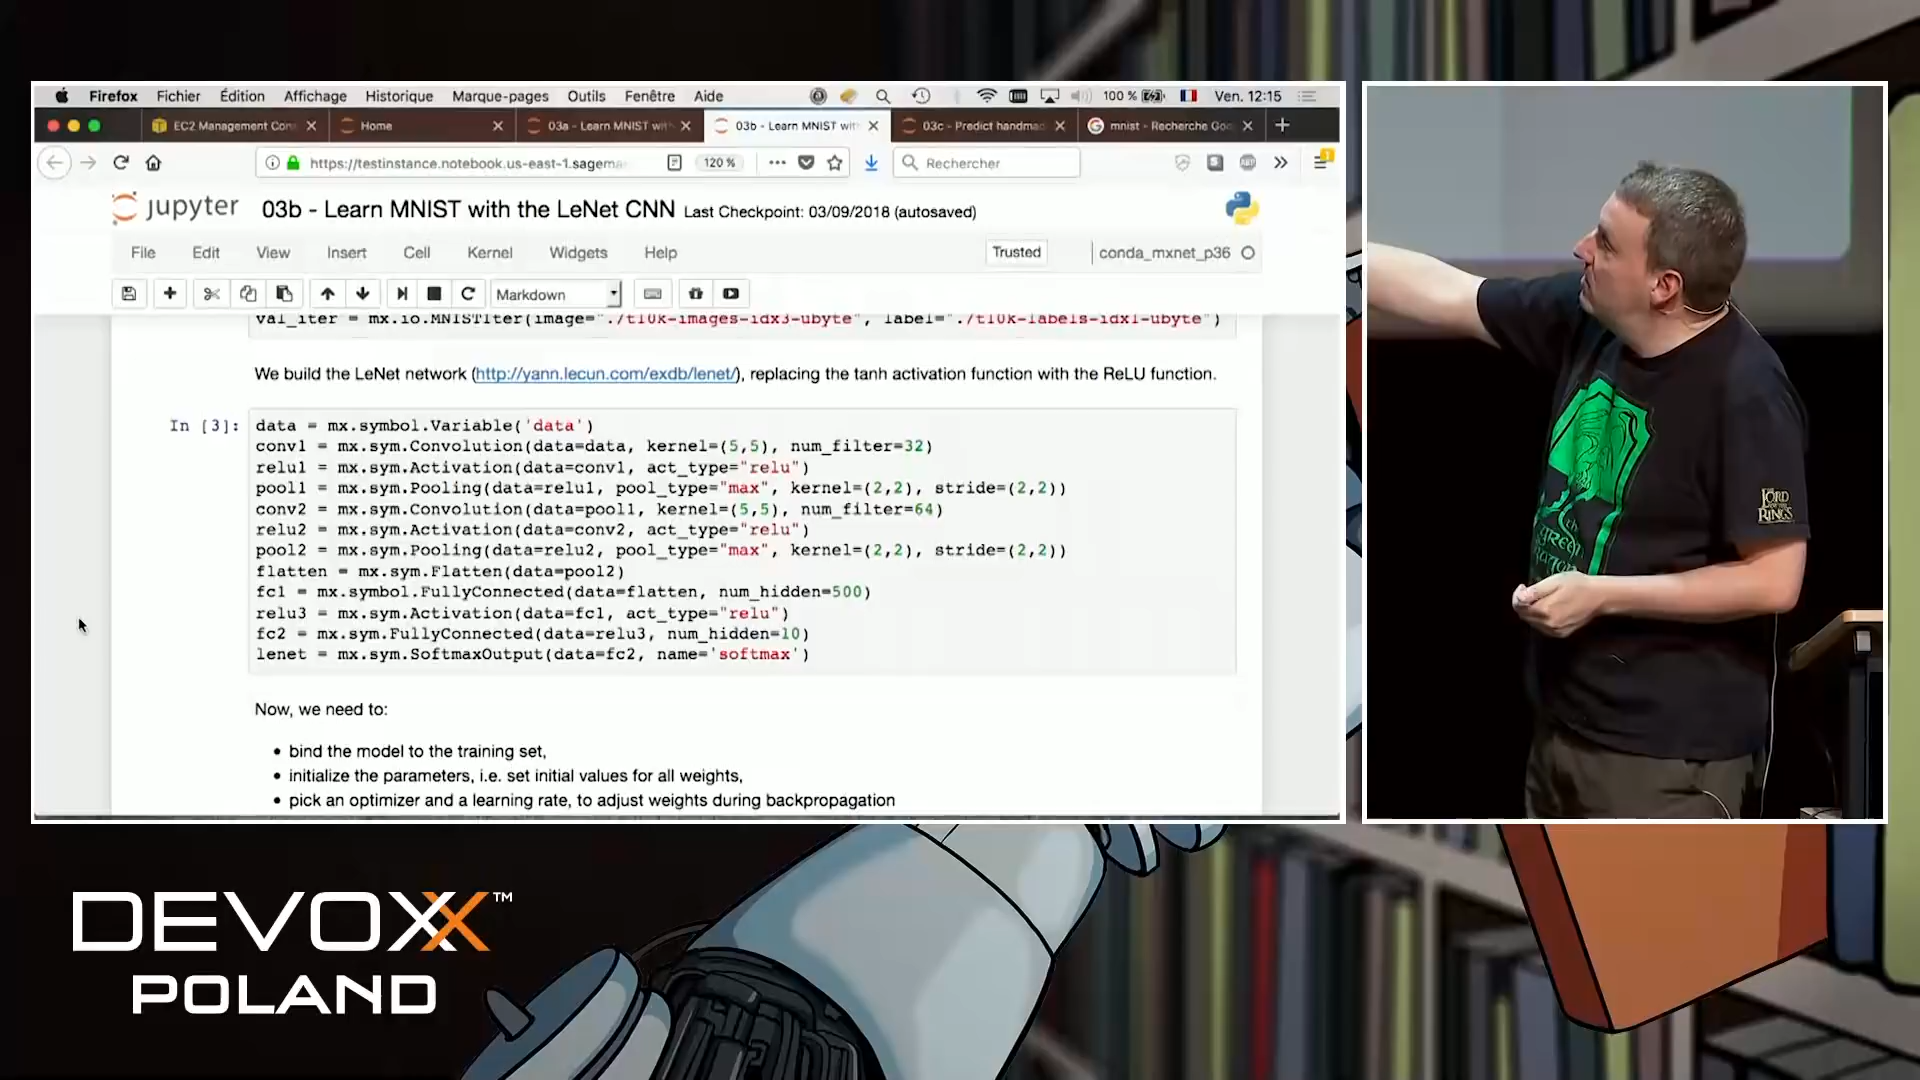 Firefox Fichier Édition Affichage Historique Marque-pages Outils Fenêtre Aide 100 % Ven. 12:15
EC2 Management Con Home 03a - Learn MNIST with 03b - Learn MNIST wit 03c - Predict handmad mnist - Recherche Goo
https://testinstance.notebook.us-east-1.sagema 120 % Rechercher
jupyter 03b - Learn MNIST with the LeNet CNN Last Checkpoint: 03/09/2018 (autosaved)
File Edit View Insert Cell Kernel Widgets Help Trusted conda_mxnet_p36
Markdown
val_iter = mx.io.MNISTIter(image="./t10k-images-idx3-ubyte", label="./t10k-labels-idx1-ubyte")
We build the LeNet network (http://yann.lecun.com/exdb/lenet/), replacing the tanh activation function with the ReLU function.
In [3]: data = mx.symbol.Variable('data')
conv1 = mx.sym.Convolution(data=data, kernel=(5,5), num_filter=32)
relu1 = mx.sym.Activation(data=conv1, act_type="relu")
pool1 = mx.sym.Pooling(data=relu1, pool_type="max", kernel=(2,2), stride=(2,2))
conv2 = mx.sym.Convolution(data=pool1, kernel=(5,5), num_filter=64)
relu2 = mx.sym.Activation(data=conv2, act_type="relu")
pool2 = mx.sym.Pooling(data=relu2, pool_type="max", kernel=(2,2), stride=(2,2))
flatten = mx.sym.Flatten(data=pool2)
fc1 = mx.symbol.FullyConnected(data=flatten, num_hidden=500)
relu3 = mx.sym.Activation(data=fc1, act_type="relu")
fc2 = mx.sym.FullyConnected(data=relu3, num_hidden=10)
lenet = mx.sym.SoftmaxOutput(data=fc2, name='softmax')
Now, we need to:
• bind the model to the training set,
• initialize the parameters, i.e. set initial values for all weights,
• pick an optimizer and a learning rate, to adjust weights during backpropagation
THE
LORD
OF THE
RINGS
the
GREEN
DRAGON
DEVOXX™
POLAND